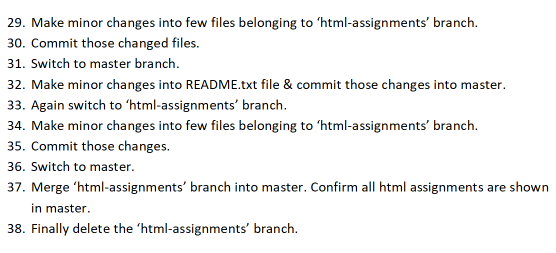 29. Make minor changes into few files belonging to ‘html-assignments’ branch.
30. Commit those changed files.
31. Switch to master branch.
32. Make minor changes into README.txt file & commit those changes into master.
33. Again switch to ‘html-assignments’ branch.
34. Make minor changes into few files belonging to ‘html-assignments’ branch.
35. Commit those changes.
36. Switch to master.
37. Merge ‘html-assignments’ branch into master. Confirm all html assignments are shown
in master.
38. Finally delete the ‘html-assignments’ branch.